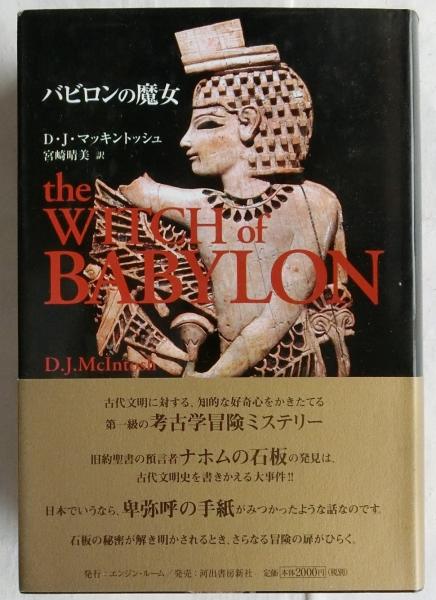 バビロンの魔女
D・J・マッキントッシュ
宮崎晴美 訳
the
WITCH of
BABYLON
D.J.McIntosh
古代文明に対する、知的な好奇心をかきたてる
第一級の考古学冒険ミステリー
旧約聖書の預言者ナホムの石板の発見は、
古代文明史を書きかえる大事件!!
日本でいうなら、卑弥呼の手紙がみつかったような話なのです。
石板の秘密が解き明かされるとき、さらなる冒険の扉がひらく。
発行:エンジン・ルーム/発売:河出書房新社 定価 本体2000円(税別)